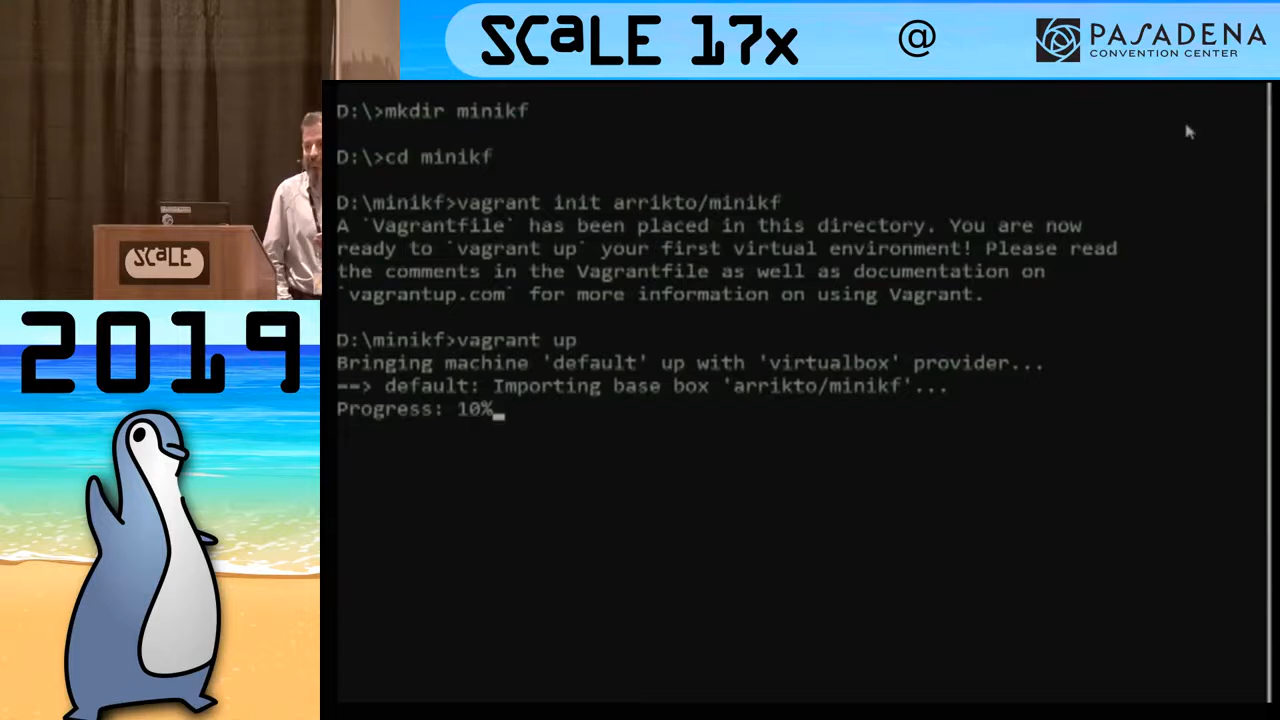 SCaLE 17x @ PASADENA
CONVENTION CENTER
D:\>mkdir minikf
D:\>cd minikf
D:\minikf>vagrant init arrikto/minikf
A `Vagrantfile` has been placed in this directory. You are now
ready to `vagrant up` your first virtual environment! Please read
the comments in the Vagrantfile as well as documentation on
`vagrantup.com` for more information on using Vagrant.
D:\minikf>vagrant up
Bringing machine 'default' up with 'virtualbox' provider...
==> default: Importing base box 'arrikto/minikf'...
Progress: 10%
SCaLE
2019